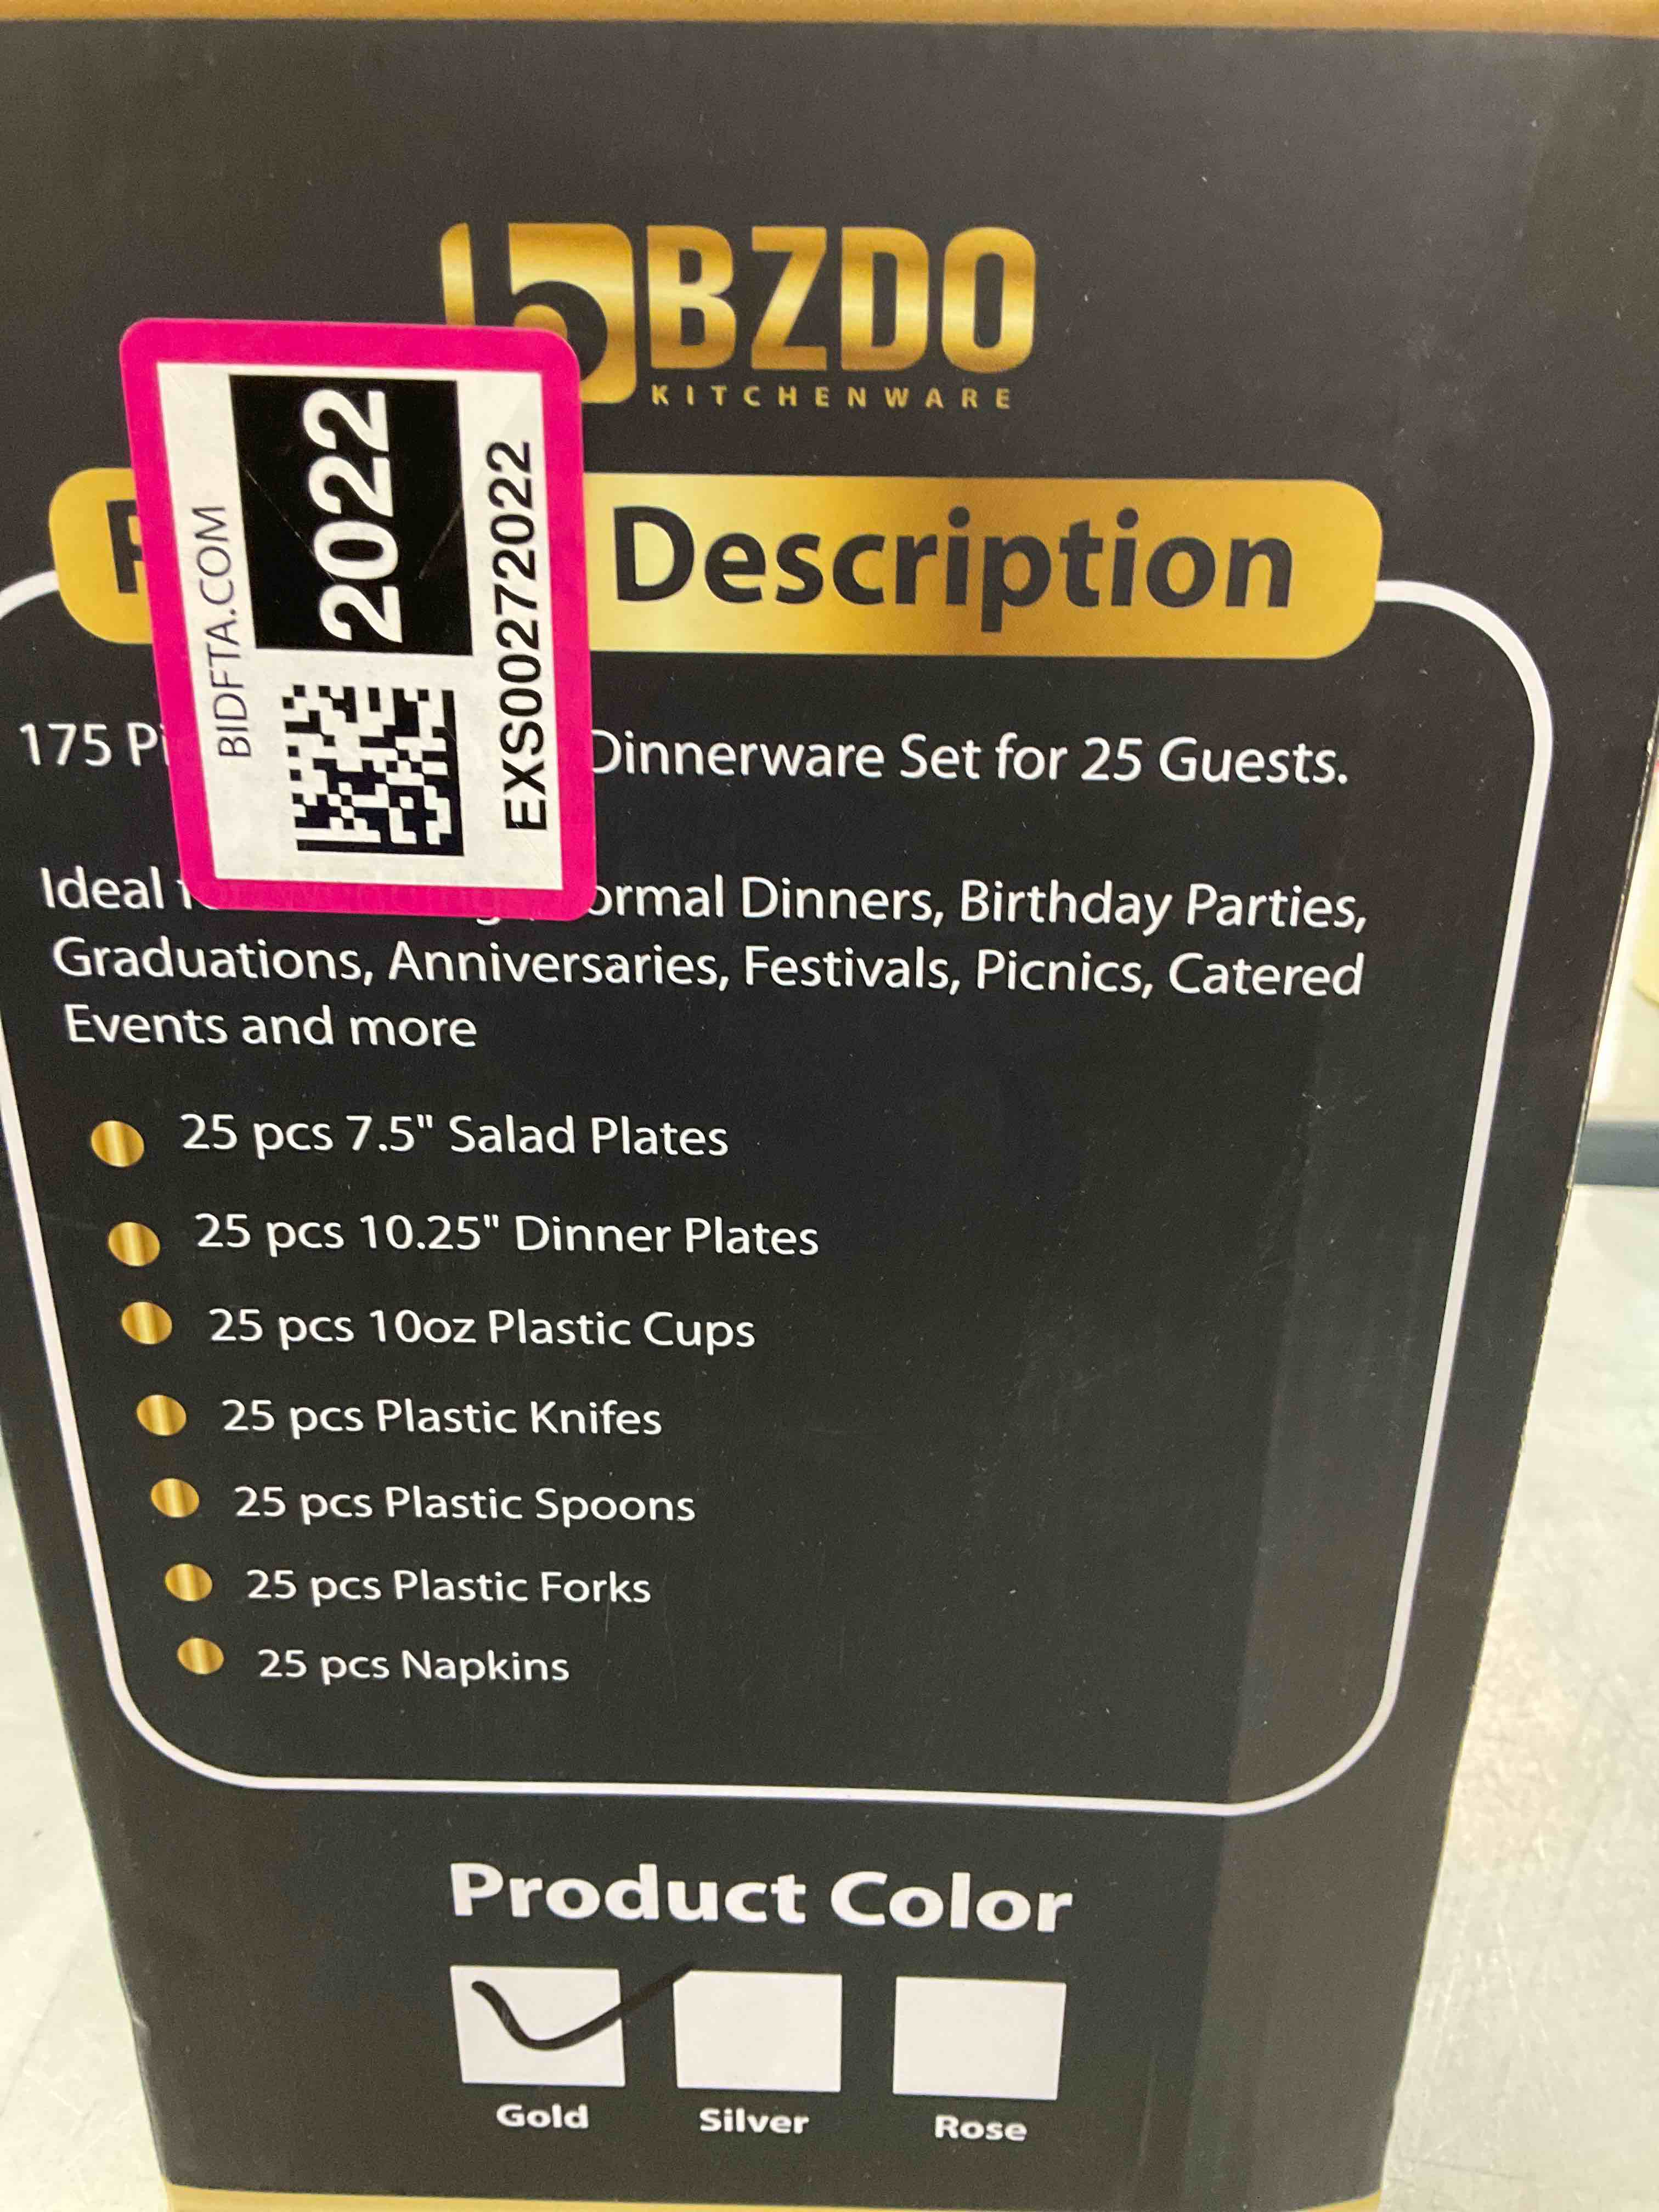 BZDO
KITCHENWARE
BIDFTA.COM
2022
EXS00272022
Description
175 Dinnerware Set for 25 Guests.
Ideal Dinners, Birthday Parties,
Graduations, Anniversaries, Festivals, Picnics, Catered
Events and more
25 pcs 7.5" Salad Plates
25 pcs 10.25" Dinner Plates
25 pcs 10oz Plastic Cups
25 pcs Plastic Knifes
25 pcs Plastic Spoons
25 pcs Plastic Forks
25 pcs Napkins
Product Color
Gold Silver Rose